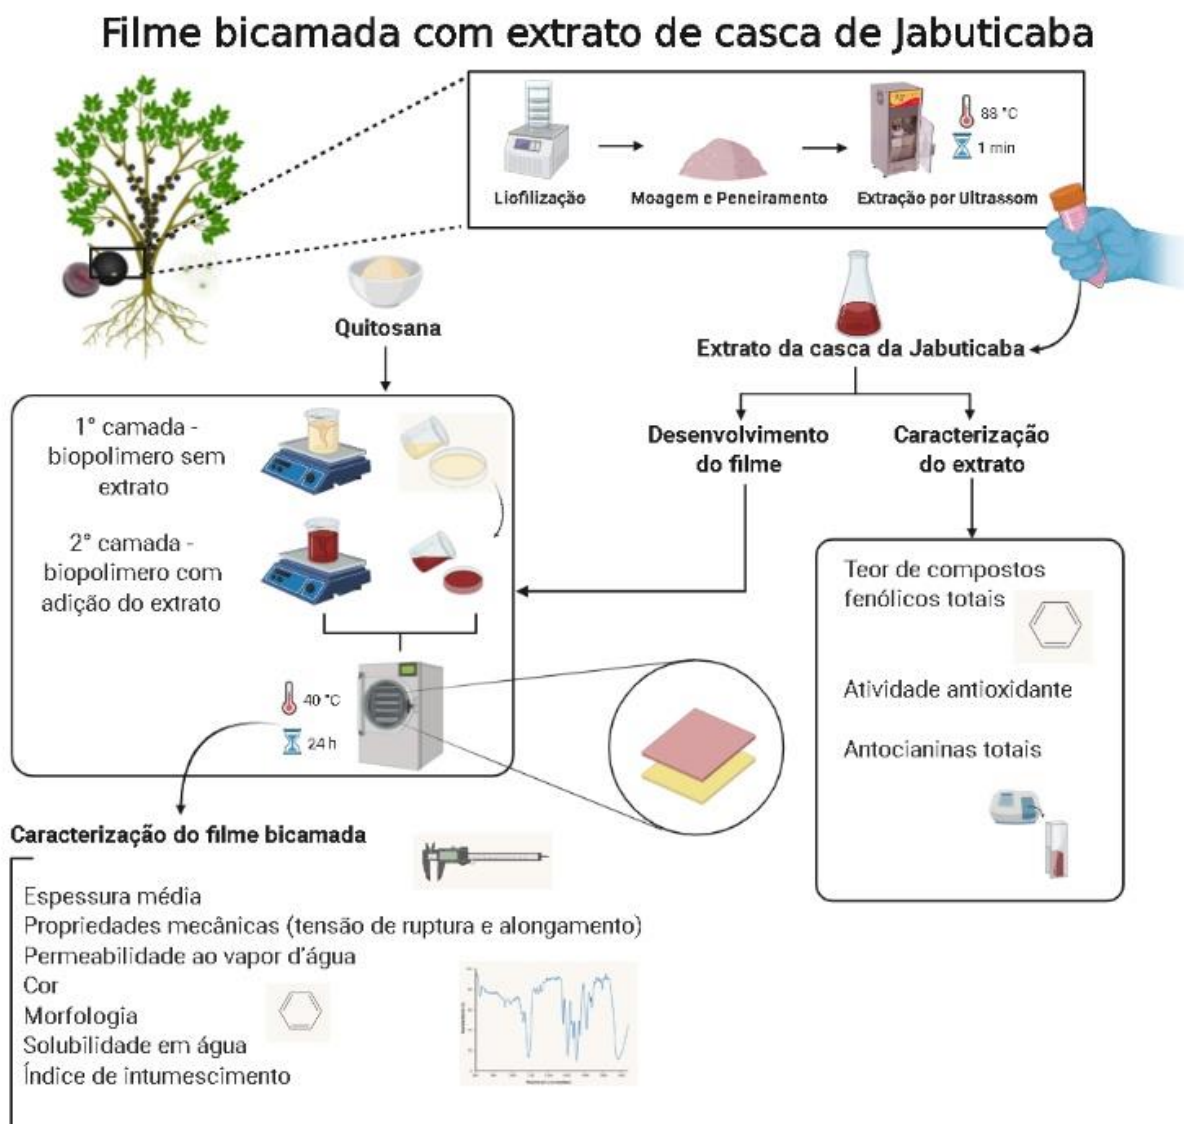 Filme bicamada com extrato de casca de Jabuticaba
88 °C
1 min
Liofilização
Moagem e Peneiramento
Extração por Ultrassom
Quitosana
Extrato da casca da Jabuticaba
1° camada -
biopolimero sem
extrato
2° camada -
biopolimero com
adição do extrato
40 °C
24 h
Desenvolvimento
do filme
Caracterização
do extrato
Teor de compostos
fenólicos totais
Atividade antioxidante
Antocianinas totais
Caracterização do filme bicamada
Espessura média
Propriedades mecânicas (tensão de ruptura e alongamento)
Permeabilidade ao vapor d'água
Cor
Morfologia
Solubilidade em água
Índice de intumescimento